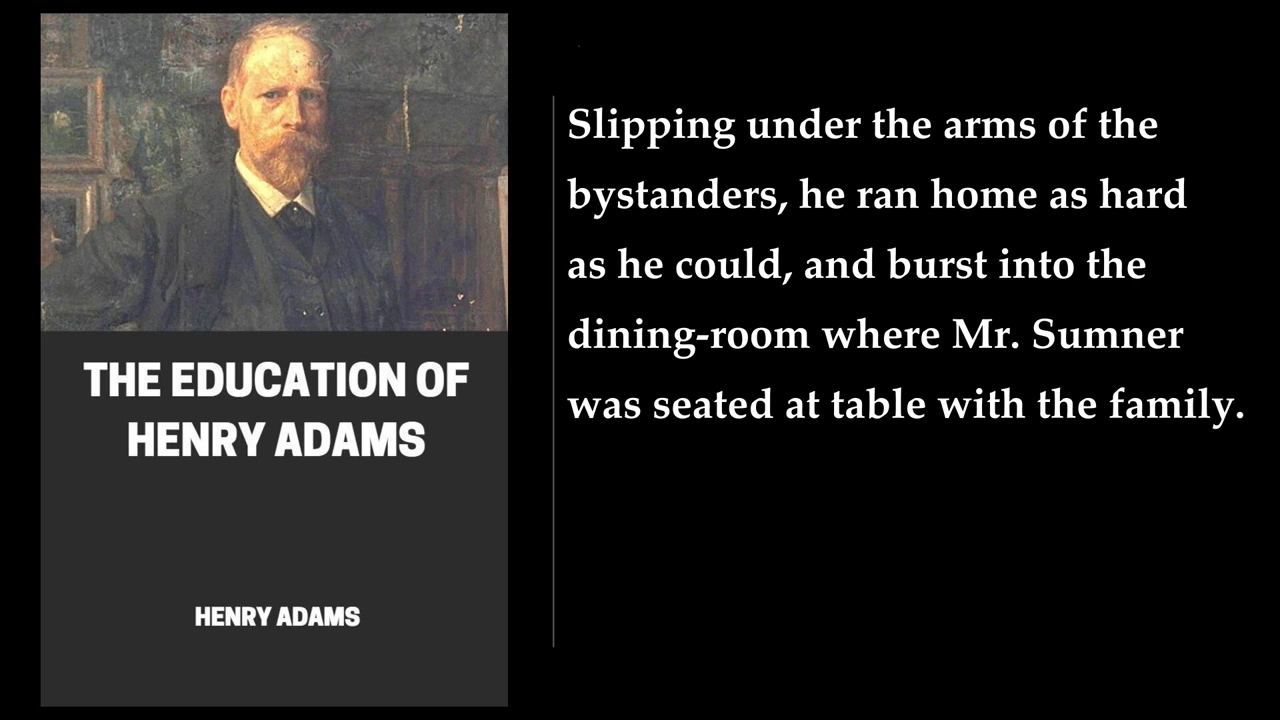 THE EDUCATION OF
HENRY ADAMS
HENRY ADAMS
Slipping under the arms of the
bystanders, he ran home as hard
as he could, and burst into the
dining-room where Mr. Sumner
was seated at table with the family.